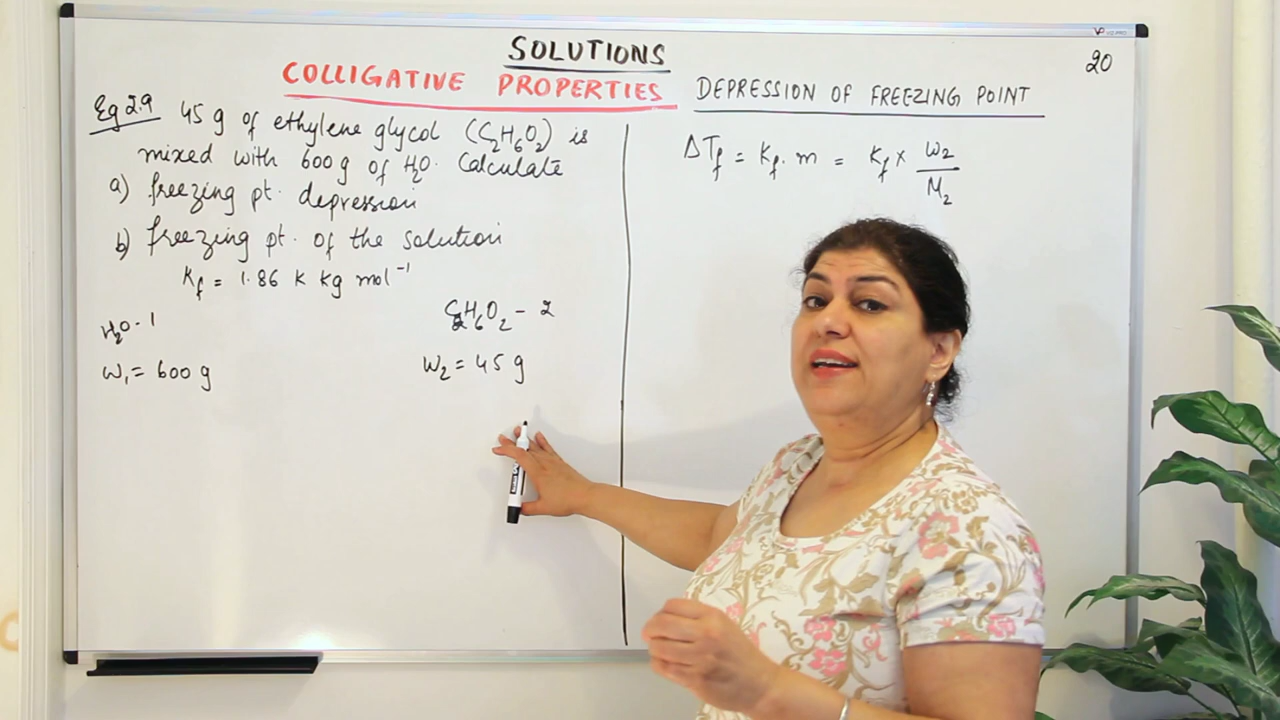 SOLUTIONS
20
COLLIGATIVE PROPERTIES DEPRESSION OF FREEZING POINT
Eg 2.9 45 g of ethylene glycol (C₂H₆O₂) is
mixed with 600 g of H₂O. Calculate
a) freezing pt. depression
b) freezing pt. of the solution
Kf = 1.86 K Kg mol⁻¹
H₂O - 1
C₂H₆O₂ - 2
w₁ = 600 g
w₂ = 45 g
ΔTf = Kf. m = Kf × w₂/M₂